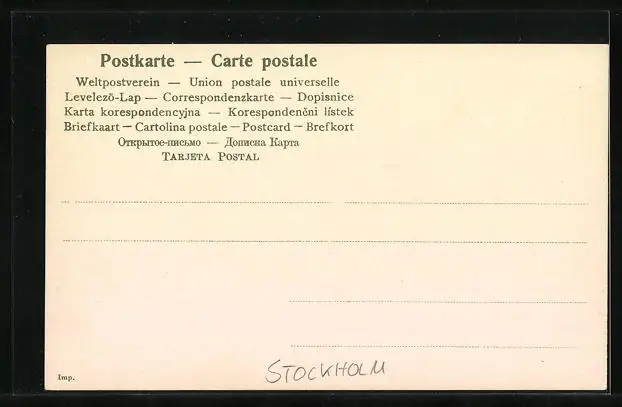 Postkarte — Carte postale
Weltpostverein — Union postale universelle
Levelező-Lap — Correspondenzkarte — Dopisnice
Karta korespondencyjna — Korespondenční lístek
Briefkaart — Cartolina postale — Postcard — Brefkort
Открытое-письмо — Дописна Карта
TARJETA POSTAL
Imp.
STOCKHOLM